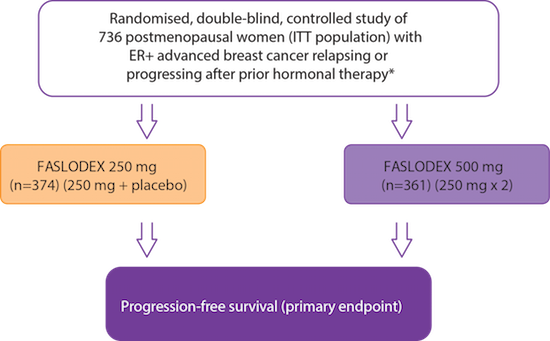 Randomised, double-blind, controlled study of
736 postmenopausal women (ITT population) with
ER+ advanced breast cancer relapsing or
progressing after prior hormonal therapy*
FASLODEX 250 mg
(n=374) (250 mg + placebo)
FASLODEX 500 mg
(n=361) (250 mg x 2)
Progression-free survival (primary endpoint)